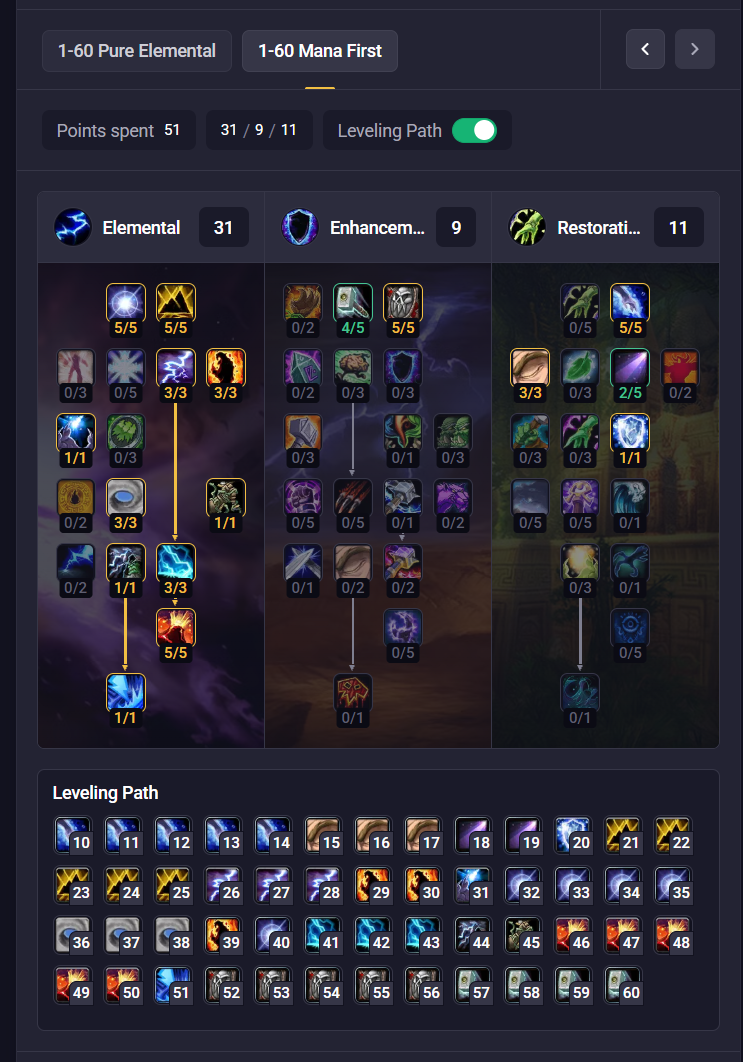 1-60 Pure Elemental 1-60 Mana First
Points spent 51 31 / 9 / 11 Leveling Path
Elemental 31 Enhancem... 9 Restorati... 11
5/5 5/5 0/2 4/5 5/5 0/5 5/5
0/3 0/5 3/3 3/3 0/2 0/3 0/3 3/3 0/3 2/5 0/2
1/1 0/3 0/3 0/1 0/3 0/3 0/3 1/1
0/2 3/3 1/1 0/5 0/5 0/1 0/2 0/5 0/5 0/1
0/2 1/1 3/3 0/1 0/2 0/2 0/3 0/1
5/5 0/5 0/5
1/1 0/1 0/1
Leveling Path
10 11 12 13 14 15 16 17 18 19 20 21 22
23 24 25 26 27 28 29 30 31 32 33 34 35
36 37 38 39 40 41 42 43 44 45 46 47 48
49 50 51 52 53 54 55 56 57 58 59 60